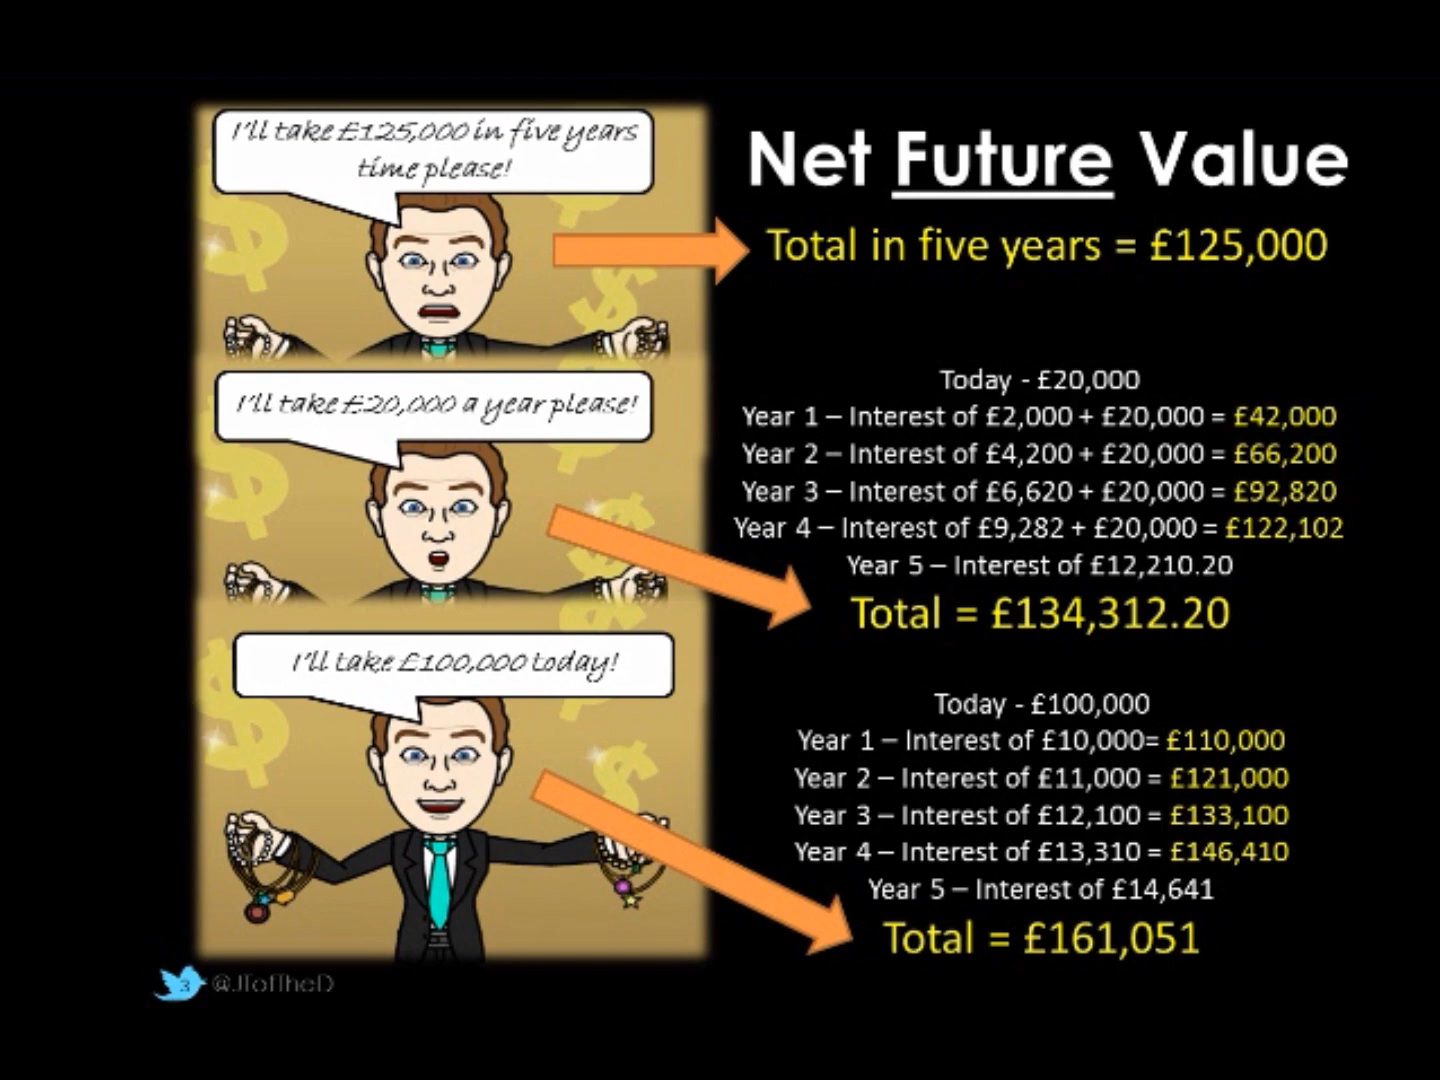 I'll take £125,000 in five years
time please!
Net Future Value
Total in five years = £125,000
I'll take £20,000 a year please!
Today - £20,000
Year 1 – Interest of £2,000 + £20,000 = £42,000
Year 2 – Interest of £4,200 + £20,000 = £66,200
Year 3 – Interest of £6,620 + £20,000 = £92,820
Year 4 – Interest of £9,282 + £20,000 = £122,102
Year 5 – Interest of £12,210.20
Total = £134,312.20
I'll take £100,000 today!
Today - £100,000
Year 1 – Interest of £10,000= £110,000
Year 2 – Interest of £11,000 = £121,000
Year 3 – Interest of £12,100 = £133,100
Year 4 – Interest of £13,310 = £146,410
Year 5 – Interest of £14,641
Total = £161,051
3 @JTofTheD